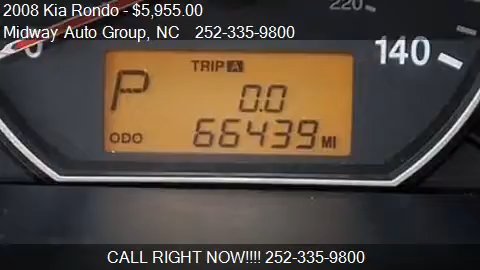 2008 Kia Rondo - $5,955.00
Midway Auto Group, NC 252-335-9800
220
0
140
TRIP A
P
0.0
ODO 66439 MI
CALL RIGHT NOW!!!! 252-335-9800